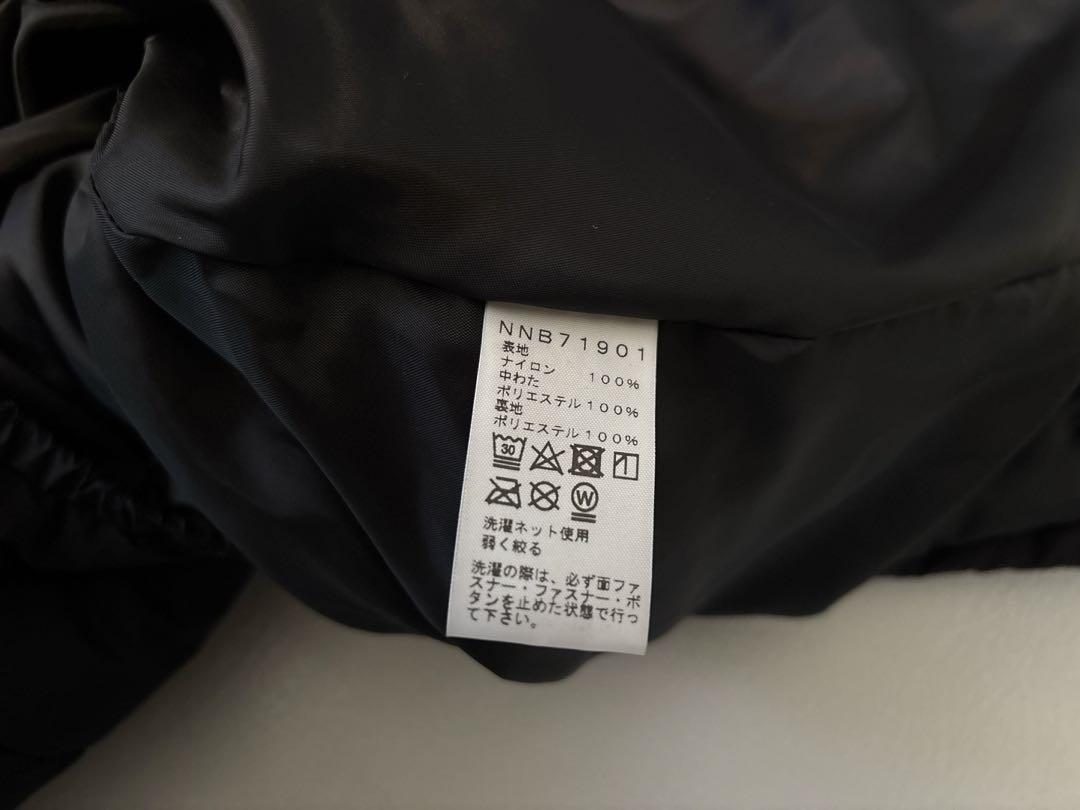 NNB71901
表地
ナイロン 100%
中わた
ポリエステル100%
裏地
ポリエステル100%
30
W
洗濯ネット使用
弱く絞る
洗濯の際は、必ず面ファ
スナー・ファスナー・ボ
タンを止めた状態で行っ
て下さい。